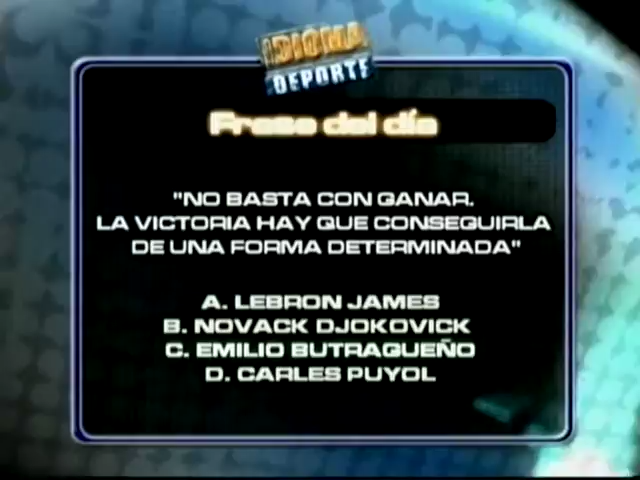 IDIOMA
DEPORTE
Frase del día
"NO BASTA CON GANAR.
LA VICTORIA HAY QUE CONSEGUIRLA
DE UNA FORMA DETERMINADA"
A. LEBRON JAMES
B. NOVACK DJOKOVICK
C. EMILIO BUTRAGUEÑO
D. CARLES PUYOL